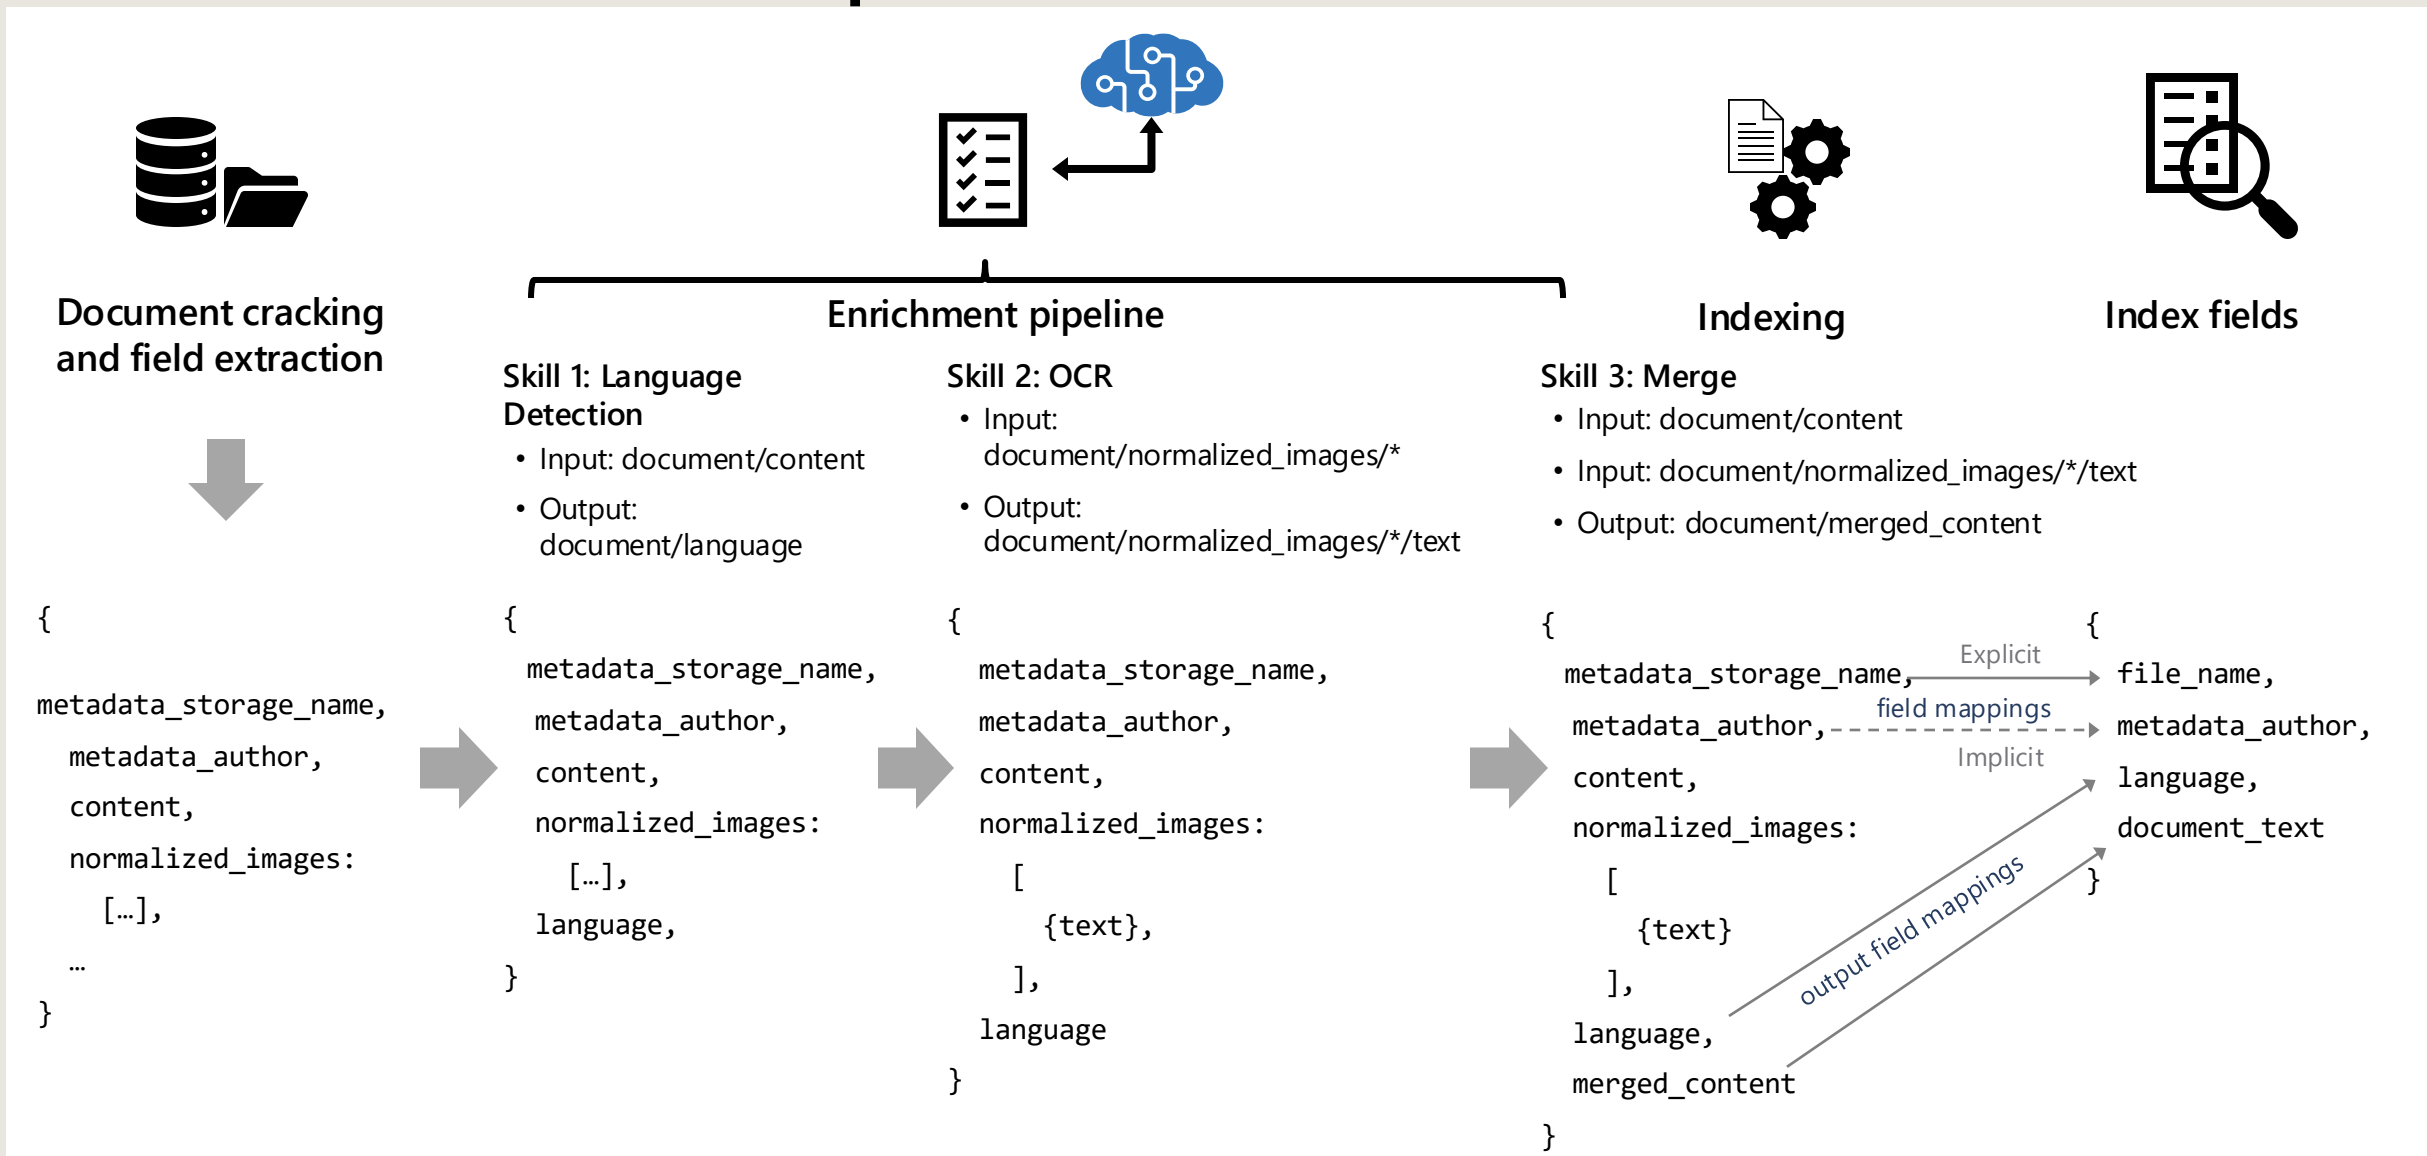 Document cracking
and field extraction
{
metadata_storage_name,
metadata_author,
content,
normalized_images:
[…],
…
}
Enrichment pipeline
Skill 1: Language
Detection
• Input: document/content
• Output:
document/language
{
metadata_storage_name,
metadata_author,
content,
normalized_images:
[…],
language,
}
Skill 2: OCR
• Input:
document/normalized_images/*
• Output:
document/normalized_images/*/text
{
metadata_storage_name,
metadata_author,
content,
normalized_images:
[
{text},
],
language
}
Indexing
Skill 3: Merge
• Input: document/content
• Input: document/normalized_images/*/text
• Output: document/merged_content
{
metadata_storage_name,
metadata_author,
content,
normalized_images:
[
{text}
],
language,
merged_content
}
Explicit
field mappings
Implicit
output field mappings
Index fields
{
file_name,
metadata_author,
language,
document_text
}